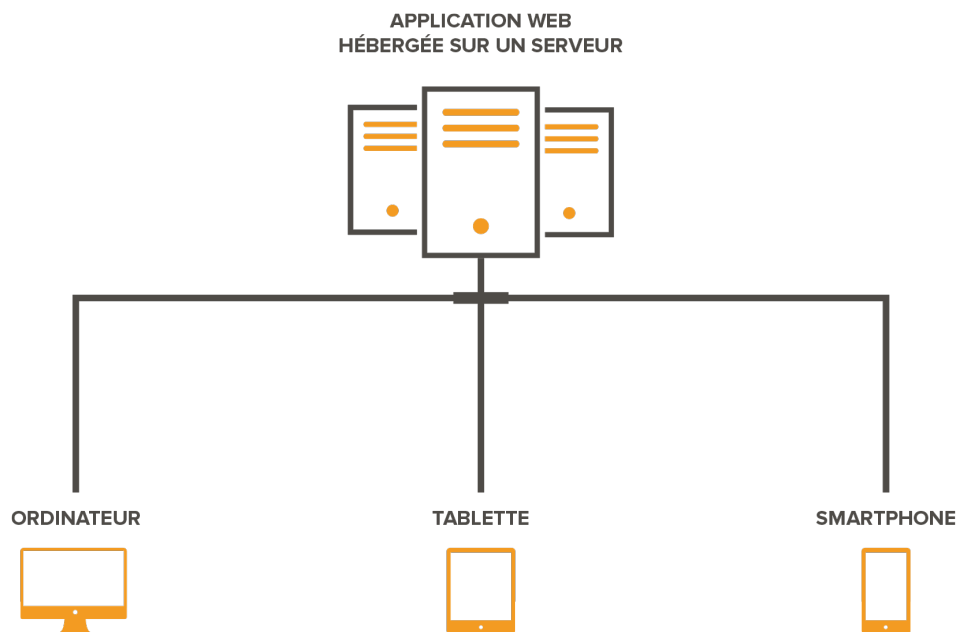 APPLICATION WEB
HÉBERGÉE SUR UN SERVEUR
ORDINATEUR
TABLETTE
SMARTPHONE